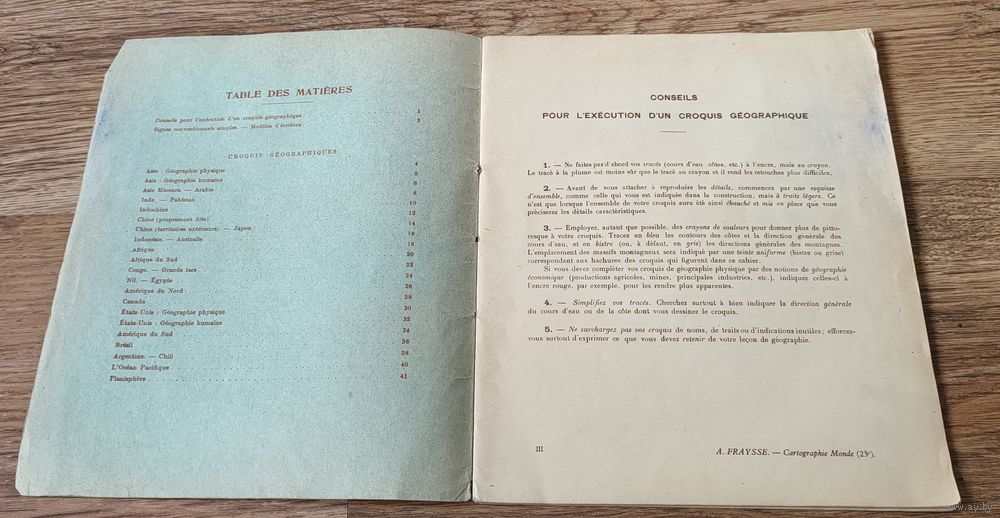 TABLE DES MATIÈRES
Conseils pour l'exécution d'un croquis géographique. 1
Signes conventionnels simples. — Modèles d'écriture. 3
CROQUIS GÉOGRAPHIQUES
Asie : Géographie physique 4
Asie : Géographie humaine 5
Asie Mineure. — Arabie 6
Inde — Pakistan 8
Indochine 10
Chine (proprement dite) 12
Chine (territoires extérieurs). — Japon 14
Indonésie. — Australie 16
Afrique 18
Afrique du Sud 20
Congo. — Grands lacs 22
Nil. — Égypte 24
Amérique du Nord 26
Canada 28
États-Unis : Géographie physique 30
États-Unis : Géographie humaine 32
Amérique du Sud 34
Brésil 36
Argentine. — Chili 38
L'Océan Pacifique 40
Planisphère 41
CONSEILS
POUR L'EXÉCUTION D'UN CROQUIS GÉOGRAPHIQUE
1. — Ne faites pas d'abord vos tracés (cours d'eau côtes, etc.) à l'encre, mais au crayon.
Le tracé à la plume est moins sûr que le tracé au crayon et il rend les retouches plus difficiles.
2. — Avant de vous attacher à reproduire les détails, commencez par une esquisse
d'ensemble, comme celle qui vous est indiquée dans la construction, mais à traits légers. Ce
n'est que lorsque l'ensemble de votre croquis aura été ainsi ébauché et mis en place que vous
préciserez les détails caractéristiques.
3. — Employez, autant que possible, des crayons de couleurs pour donner plus de pitto-
resque à votre croquis. Tracez en bleu les contours des côtes et la direction générale des
cours d'eau, et en bistre (ou, à défaut, en gris) les directions générales des montagnes.
L'emplacement des massifs montagneux sera indiqué par une teinte uniforme (bistre ou grise)
correspondant aux hachures des croquis qui figurent dans ce cahier.
Si vous devez compléter vos croquis de géographie physique par des notions de géographie
économique (productions agricoles, mines, principales industries, etc.), indiquez celles-ci à
l'encre rouge, par exemple, pour les rendre plus apparentes.
4. — Simplifiez vos tracés. Cherchez surtout à bien indiquer la direction générale
du cours d'eau ou de la côte dont vous dessinez le croquis.
5. — Ne surchargez pas vos croquis de noms, de traits ou d'indications inutiles ; efforcez-
vous surtout d'exprimer ce que vous devez retenir de votre leçon de géographie.
III
A. FRAYSSE. — Cartographie Monde (23e).
www.ay.by